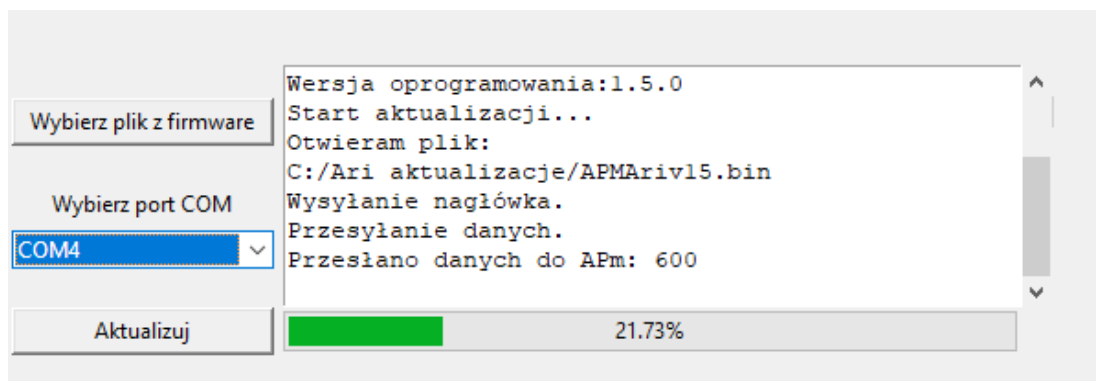 Wersja oprogramowania:1.5.0
Wybierz plik z firmware
Start aktualizacji...
Otwieram plik:
C:/Ari aktualizacje/APMAriv15.bin
Wybierz port COM
Wysyłanie nagłówka.
Przesyłanie danych.
COM4
Przesłano danych do APm: 600
Aktualizuj
21.73%